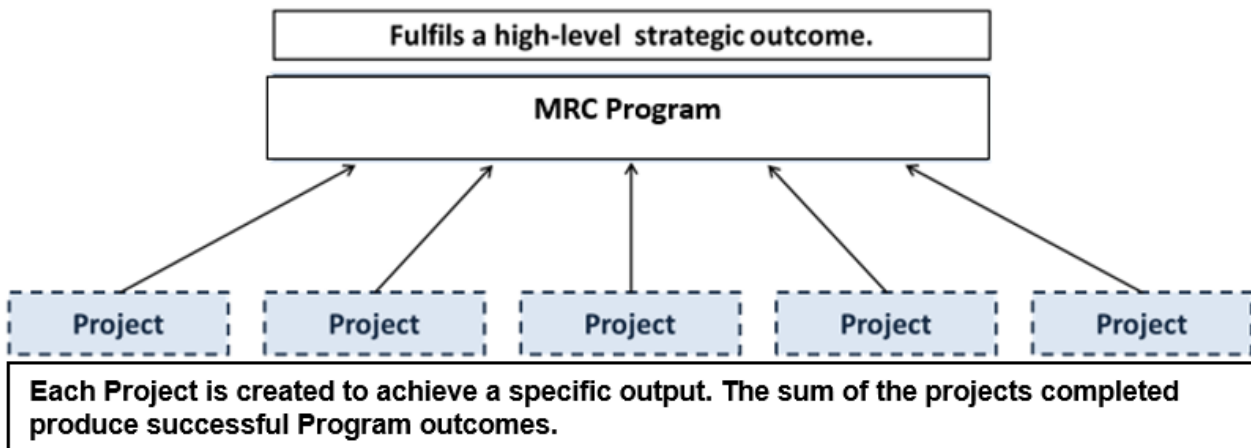 Fulfils a high-level strategic outcome.
MRC Program
Project
Project
Project
Project
Project
Each Project is created to achieve a specific output. The sum of the projects completed
produce successful Program outcomes.